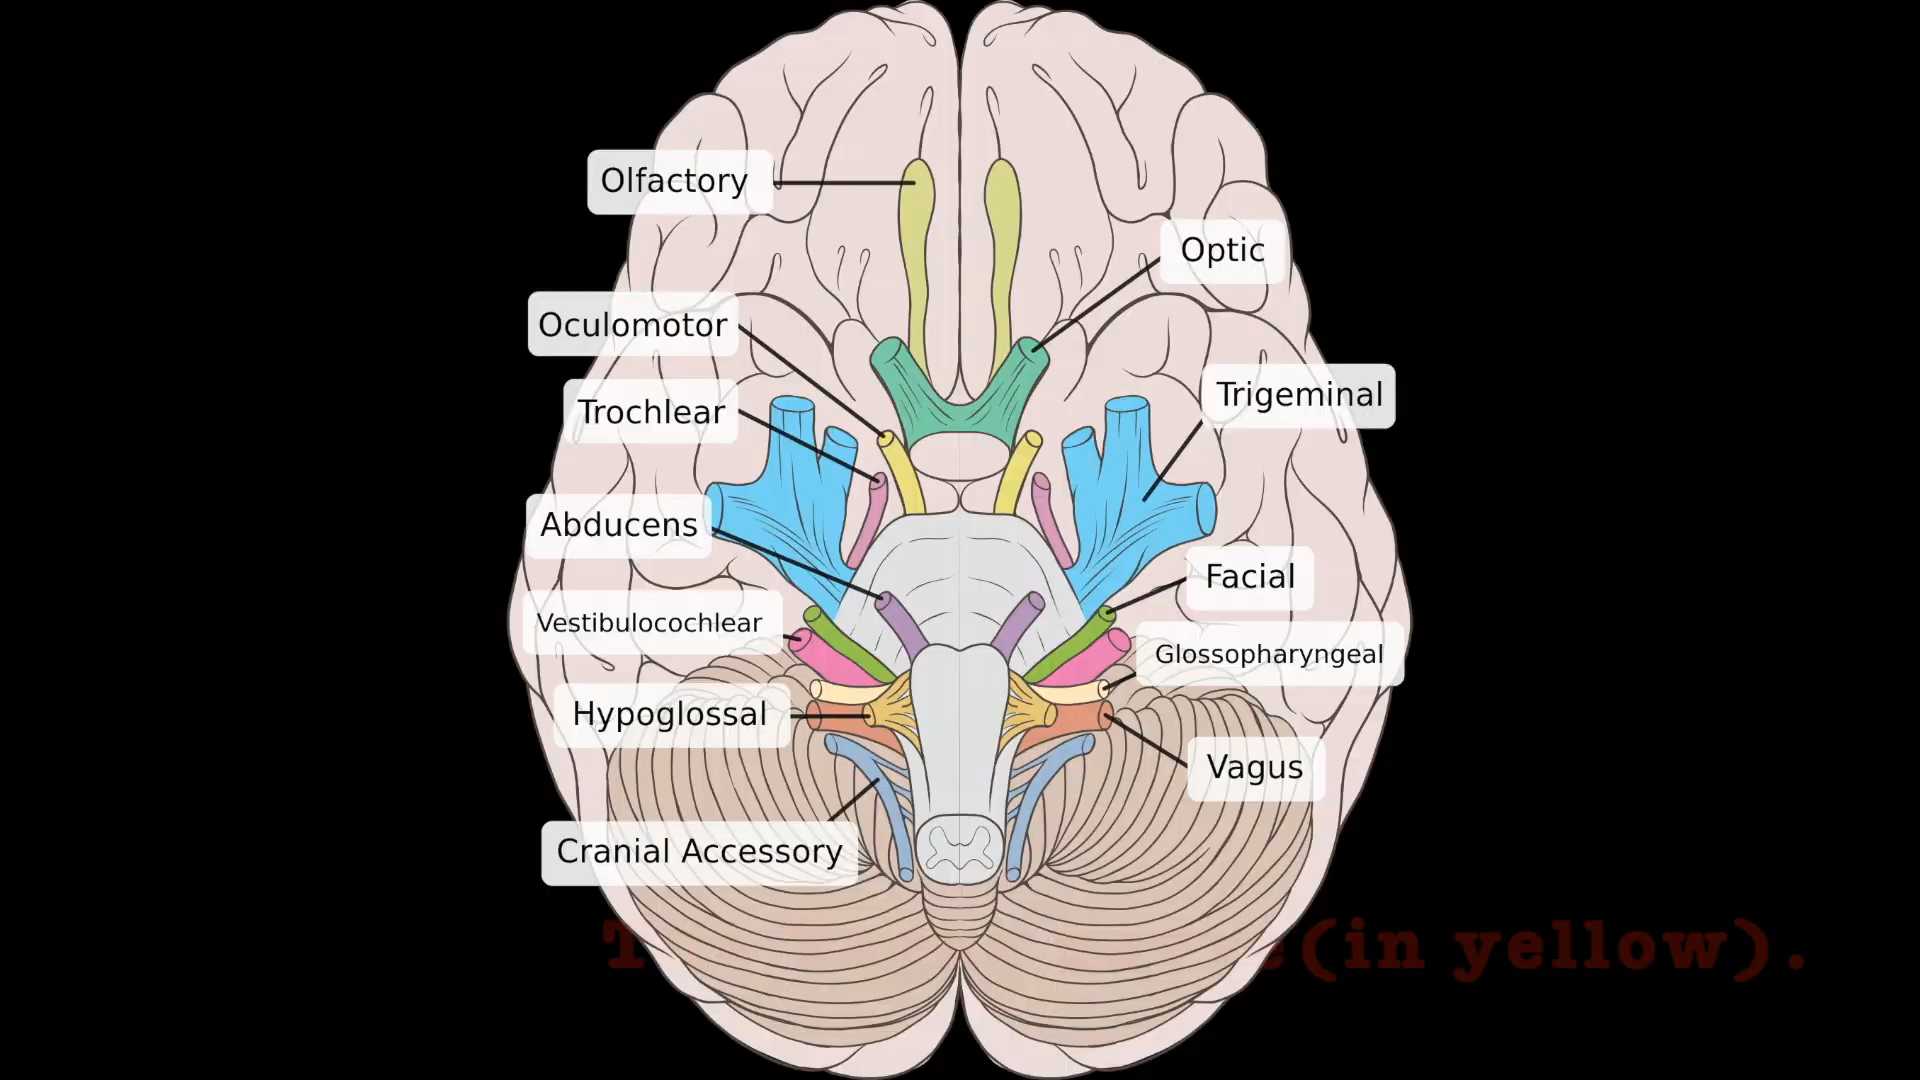 Olfactory
Optic
Oculomotor
Trigeminal
Trochlear
Abducens
Facial
Vestibulocochlear
Glossopharyngeal
Hypoglossal
Vagus
Cranial Accessory
(in yellow).